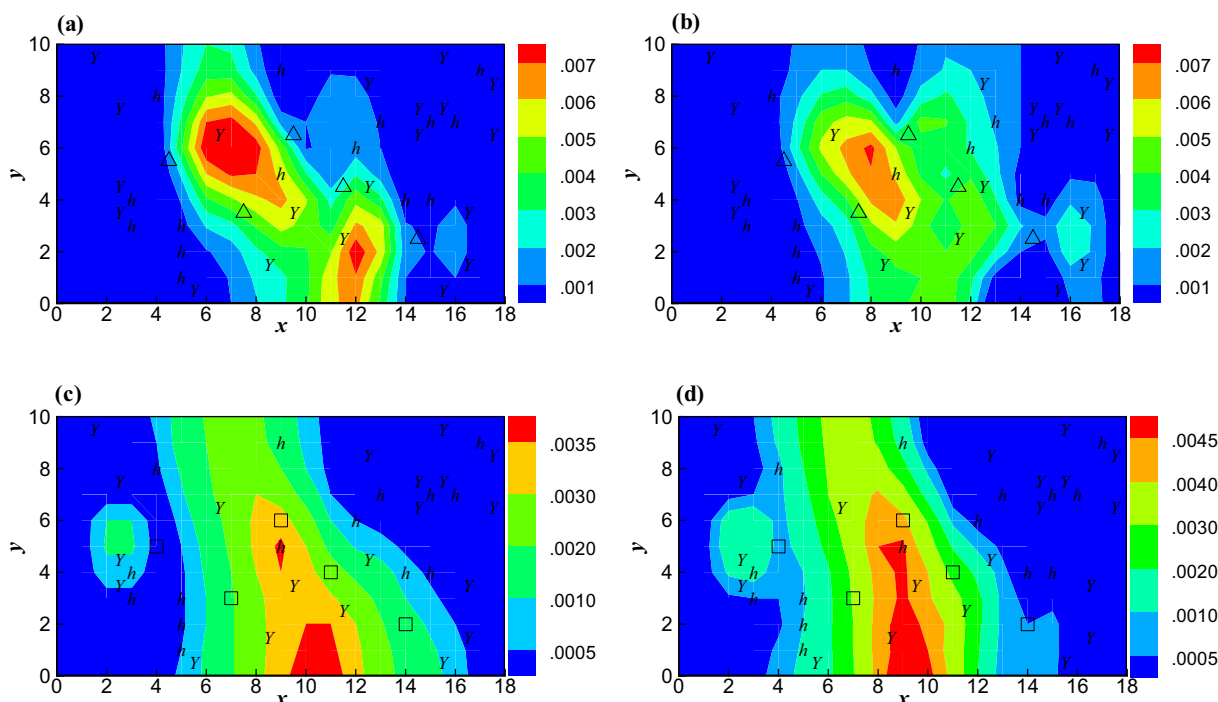 (a)
10
Y
h
h
8
Y
Y
h
Y
Y
Y
h
h
h
Y
Y
Y
6
h
h
Y
Y
4
h
h
h
Y
Y
Y
h
h
Y
2
h
Y
Y
h
Y
Y
0
0 2 4 6 8 10 12 14 16 18
x
y
.007
.006
.005
.004
.003
.002
.001
(b)
10
Y
h
h
8
Y
Y
h
Y
Y
Y
h
h
h
Y
Y
Y
6
h
h
Y
Y
4
h
h
h
Y
Y
Y
h
h
Y
2
h
Y
Y
h
Y
Y
0
0 2 4 6 8 10 12 14 16 18
x
y
.007
.006
.005
.004
.003
.002
.001
(c)
10
Y
h
h
8
Y
Y
h
Y
Y
Y
h
h
h
Y
Y
Y
6
h
h
Y
Y
4
h
h
h
Y
Y
Y
h
h
Y
2
h
Y
Y
h
Y
Y
0
0 2 4 6 8 10 12 14 16 18
x
y
.0035
.0030
.0020
.0010
.0005
(d)
10
Y
h
h
8
Y
Y
h
Y
Y
Y
h
h
h
Y
Y
Y
6
h
h
Y
Y
4
h
h
h
Y
Y
Y
h
h
Y
2
h
Y
Y
h
Y
Y
0
0 2 4 6 8 10 12 14 16 18
x
y
.0045
.0040
.0030
.0020
.0010
.0005